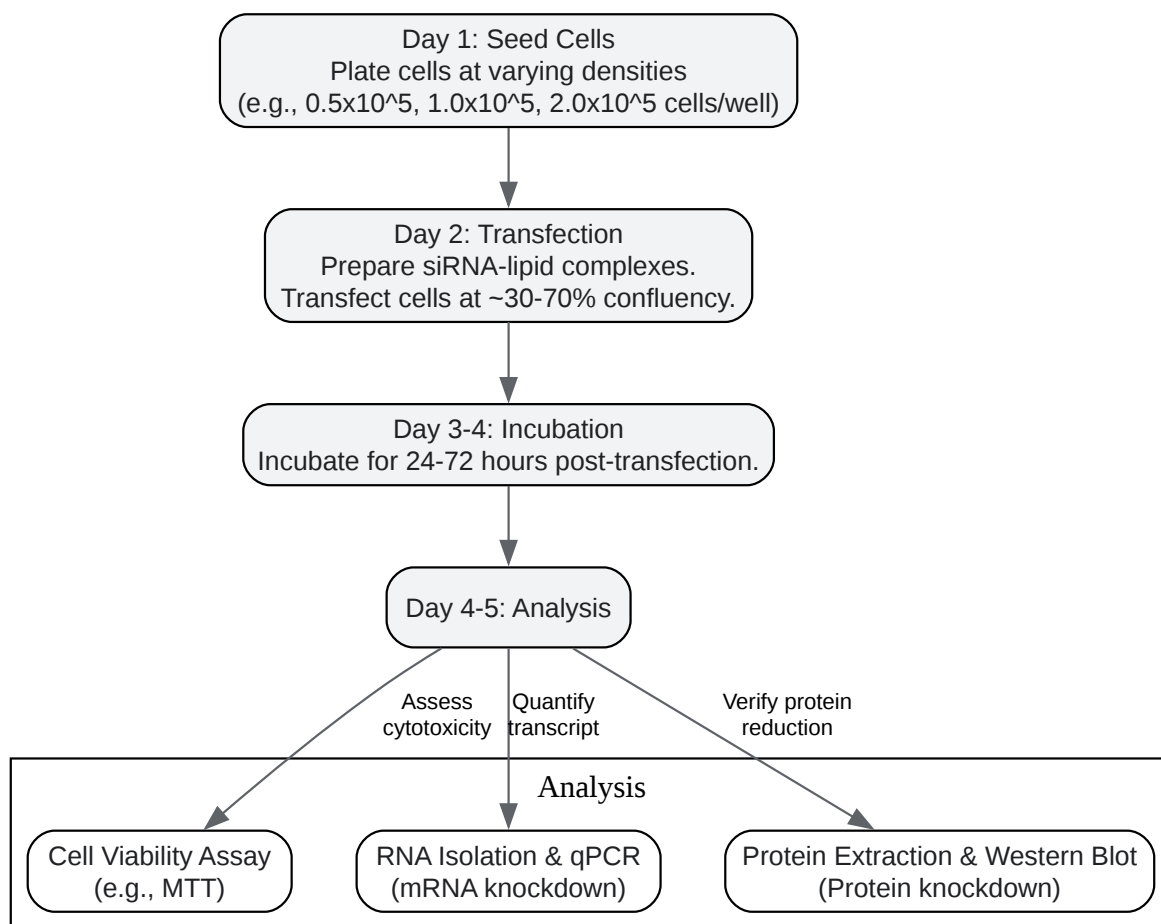 Day 1: Seed Cells
Plate cells at varying densities
(e.g., 0.5x10^5, 1.0x10^5, 2.0x10^5 cells/well)
Day 2: Transfection
Prepare siRNA-lipid complexes.
Transfect cells at ~30-70% confluency.
Day 3-4: Incubation
Incubate for 24-72 hours post-transfection.
Day 4-5: Analysis
Assess
cytotoxicity
Quantify
transcript
Verify protein
reduction
Analysis
Cell Viability Assay
(e.g., MTT)
RNA Isolation & qPCR
(mRNA knockdown)
Protein Extraction & Western Blot
(Protein knockdown)